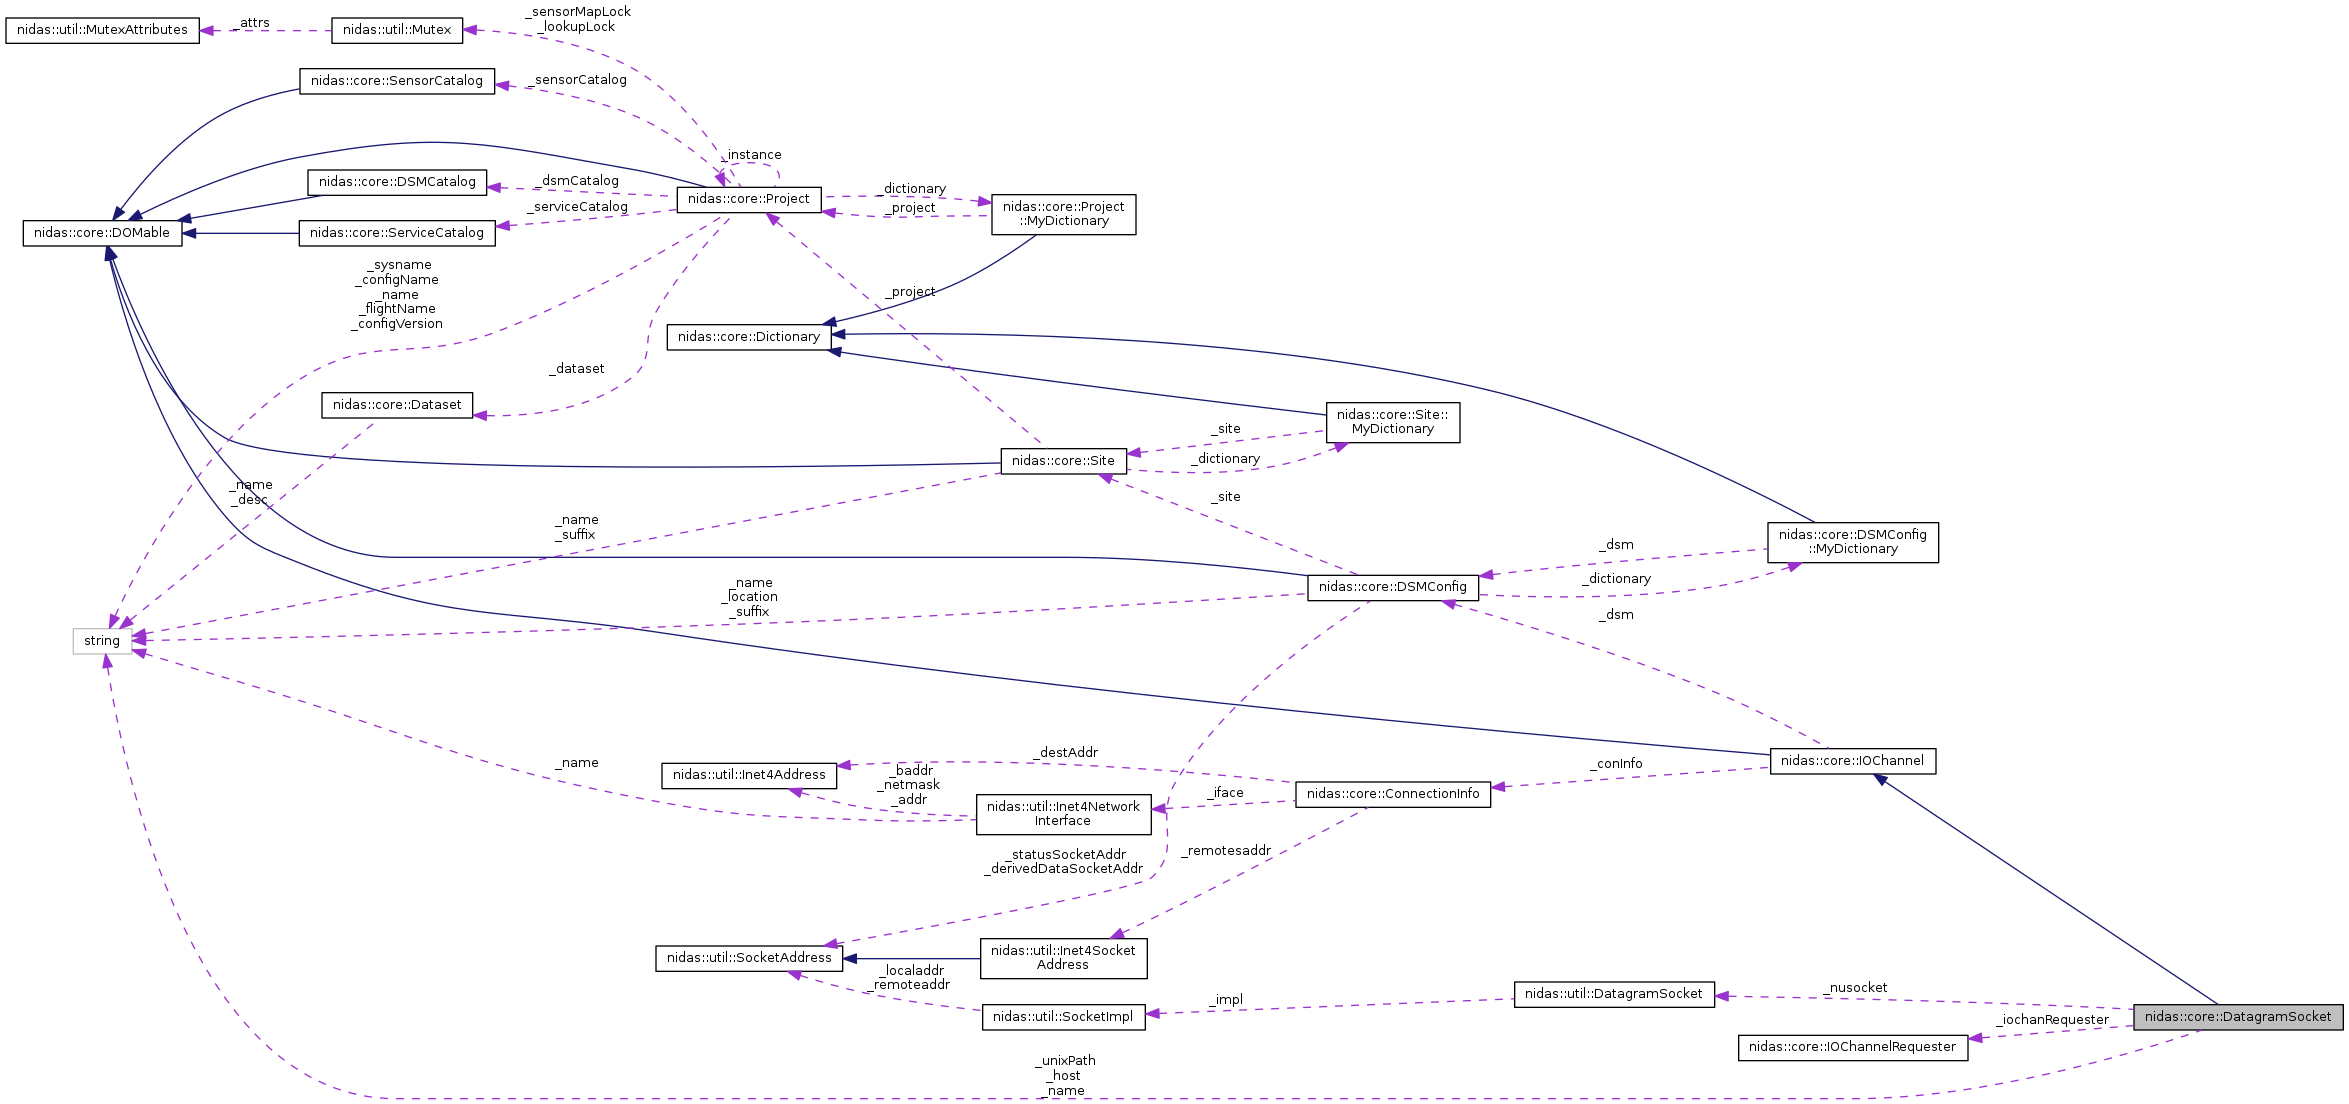 _sensorMapLock
_lookupLock
_attrs
nidas::util::MutexAttributes
nidas::util::Mutex
nidas::core::SensorCatalog
_sensorCatalog
_instance
nidas::core::DSMCatalog
_dsmCatalog
nidas::core::Project
_dictionary
_project
nidas::core::Project
::MyDictionary
_serviceCatalog
nidas::core::DOMable
nidas::core::ServiceCatalog
_sysname
_configName
_name
_flightName
_configVersion
_project
nidas::core::Dictionary
_dataset
nidas::core::Dataset
nidas::core::Site::
MyDictionary
_site
nidas::core::Site
_dictionary
_name
_desc
_site
_name
_suffix
nidas::core::DSMConfig
::MyDictionary
_dsm
_dictionary
nidas::core::DSMConfig
_name
_location
_suffix
_dsm
string
_destAddr
_name
nidas::util::Inet4Address
_baddr
_netmask
_addr
_conInfo
nidas::core::IOChannel
_iface
nidas::core::ConnectionInfo
nidas::util::Inet4Network
Interface
_statusSocketAddr
_derivedDataSocketAddr
_remotesaddr
nidas::util::SocketAddress
nidas::util::Inet4Socket
Address
_localaddr
_remoteaddr
_impl
nidas::util::DatagramSocket
_nusocket
nidas::util::SocketImpl
nidas::core::DatagramSocket
_iochanRequester
nidas::core::IOChannelRequester
_unixPath
_host
_name